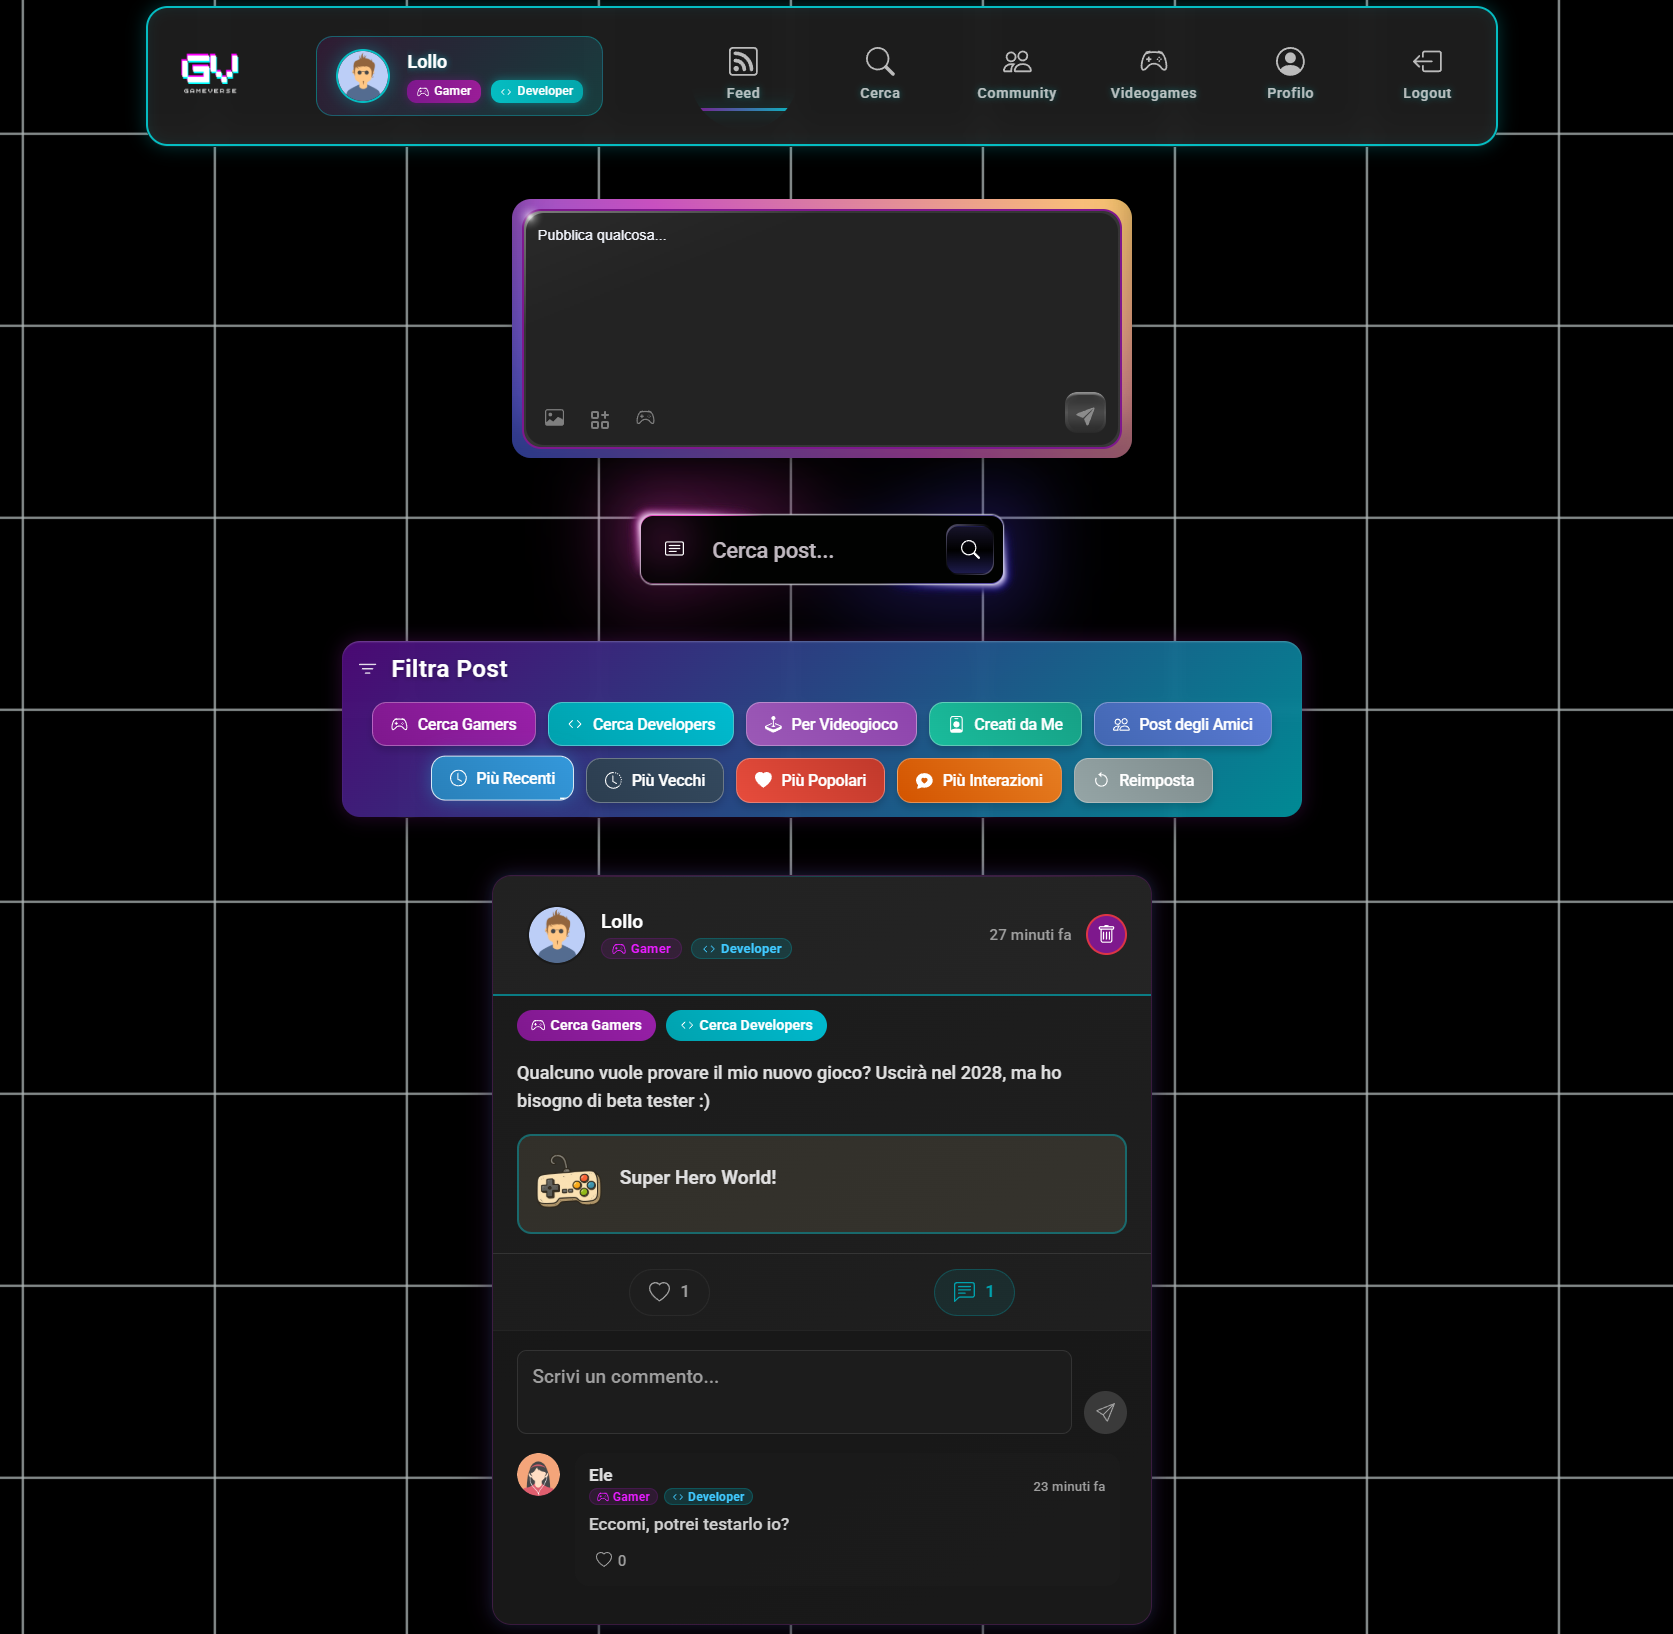 GV
GAMEVERSE
Lollo
Gamer
Developer
Feed
Cerca
Community
Videogames
Profilo
Logout
Pubblica qualcosa...
Cerca post...
Filtra Post
Cerca Gamers
Cerca Developers
Per Videogioco
Creati da Me
Post degli Amici
Più Recenti
Più Vecchi
Più Popolari
Più Interazioni
Reimposta
Lollo
Gamer
Developer
27 minuti fa
Cerca Gamers
Cerca Developers
Qualcuno vuole provare il mio nuovo gioco? Uscirà nel 2028, ma ho
bisogno di beta tester :)
Super Hero World!
1
1
Scrivi un commento...
Ele
Gamer
Developer
23 minuti fa
Eccomi, potrei testarlo io?
0